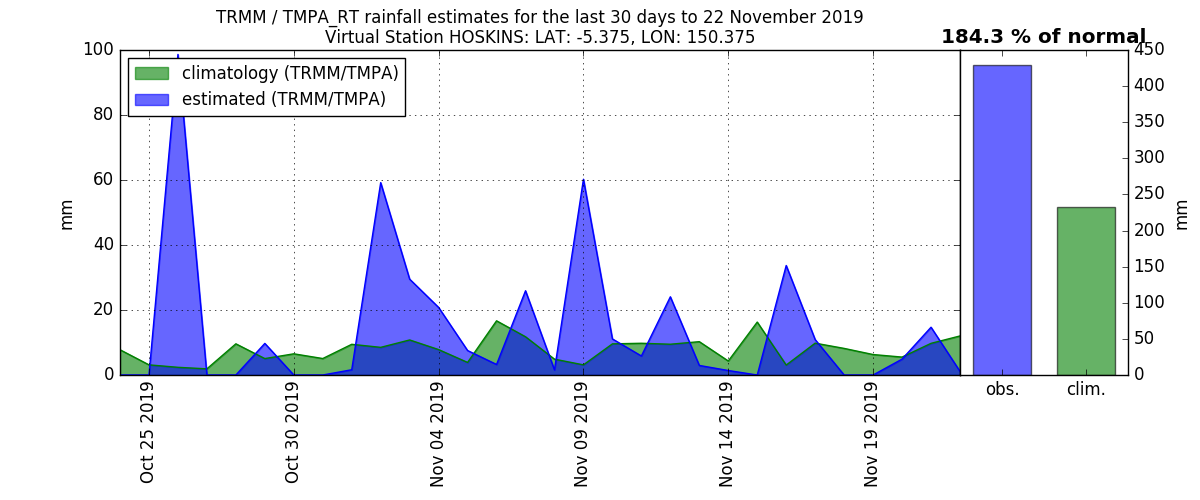 TRMM / TMPA_RT rainfall estimates for the last 30 days to 22 November 2019
Virtual Station HOSKINS: LAT: -5.375, LON: 150.375
184.3 % of normal
climatology (TRMM/TMPA)
estimated (TRMM/TMPA)
100
80
60
40
20
0
mm
450
400
350
300
250
200
150
100
50
0
mm
Oct 25 2019
Oct 30 2019
Nov 04 2019
Nov 09 2019
Nov 14 2019
Nov 19 2019
obs.
clim.